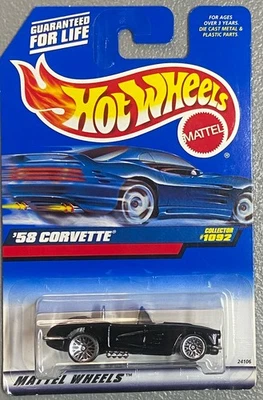 GUARANTEED
FOR LIFE
FOR AGES
OVER 3 YEARS.
DIE CAST METAL &
PLASTIC PARTS.
Hot Wheels
MATTEL
'58 CORVETTE
COLLECTOR
#1092
24106
MATTEL WHEELS™